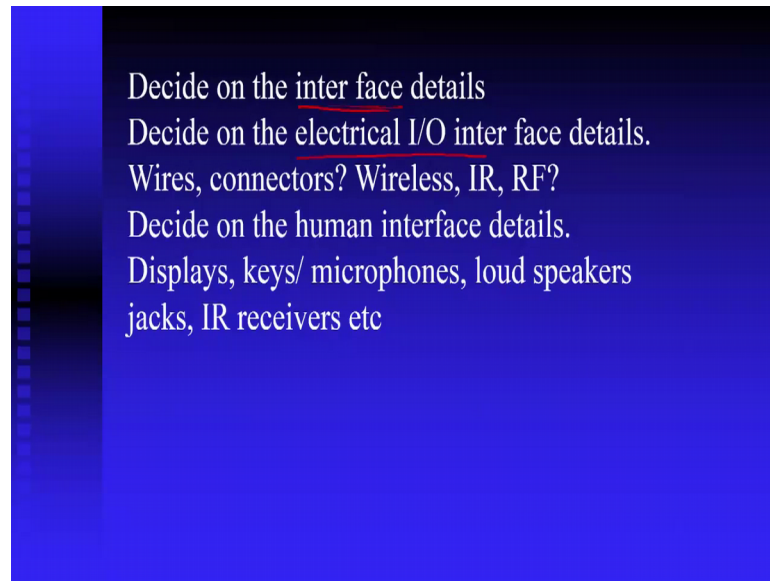 Decide on the inter face details
Decide on the electrical I/O inter face details.
Wires, connectors? Wireless, IR, RF?
Decide on the human interface details.
Displays, keys/ microphones, loud speakers
jacks, IR receivers etc